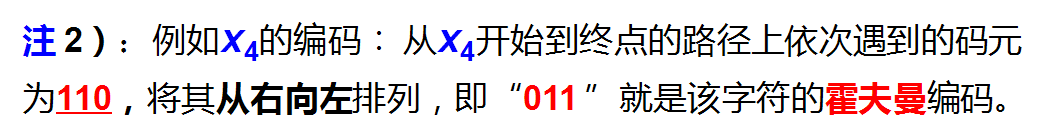 注 2）：例如X4的编码： 从X4开始到终点的路径上依次遇到的码元
为110，将其从右向左排列，即“011 ”就是该字符的霍夫曼编码。